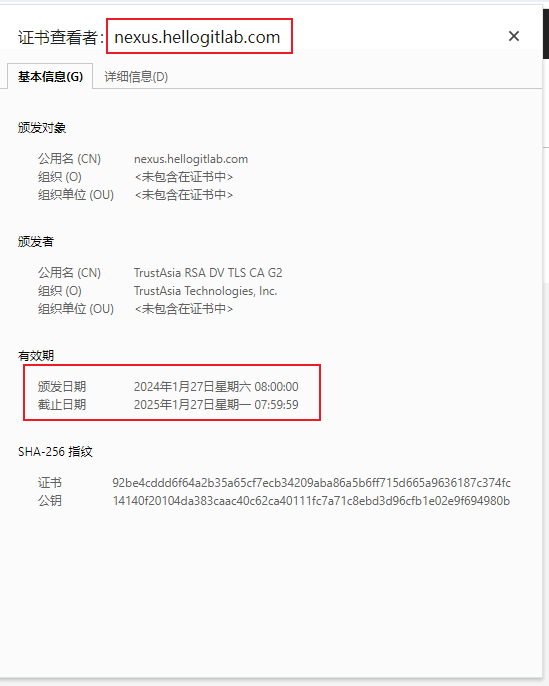 证书查看者：nexus.hellogitlab.com
基本信息(G) 详细信息(D)
颁发对象
公用名 (CN) nexus.hellogitlab.com
组织 (O) <未包含在证书中>
组织单位 (OU) <未包含在证书中>
颁发者
公用名 (CN) TrustAsia RSA DV TLS CA G2
组织 (O) TrustAsia Technologies, Inc.
组织单位 (OU) <未包含在证书中>
有效期
颁发日期 2024年1月27日星期六 08:00:00
截止日期 2025年1月27日星期一 07:59:59
SHA-256 指纹
证书 92be4cddd6f64a2b35a65cf7ecb34209aba86a5b6ff715d665a9636187c374fc
公钥 14140f20104da383caac40c62ca40111fc7a71c8ebd3d96cfb1e02e9f694980b